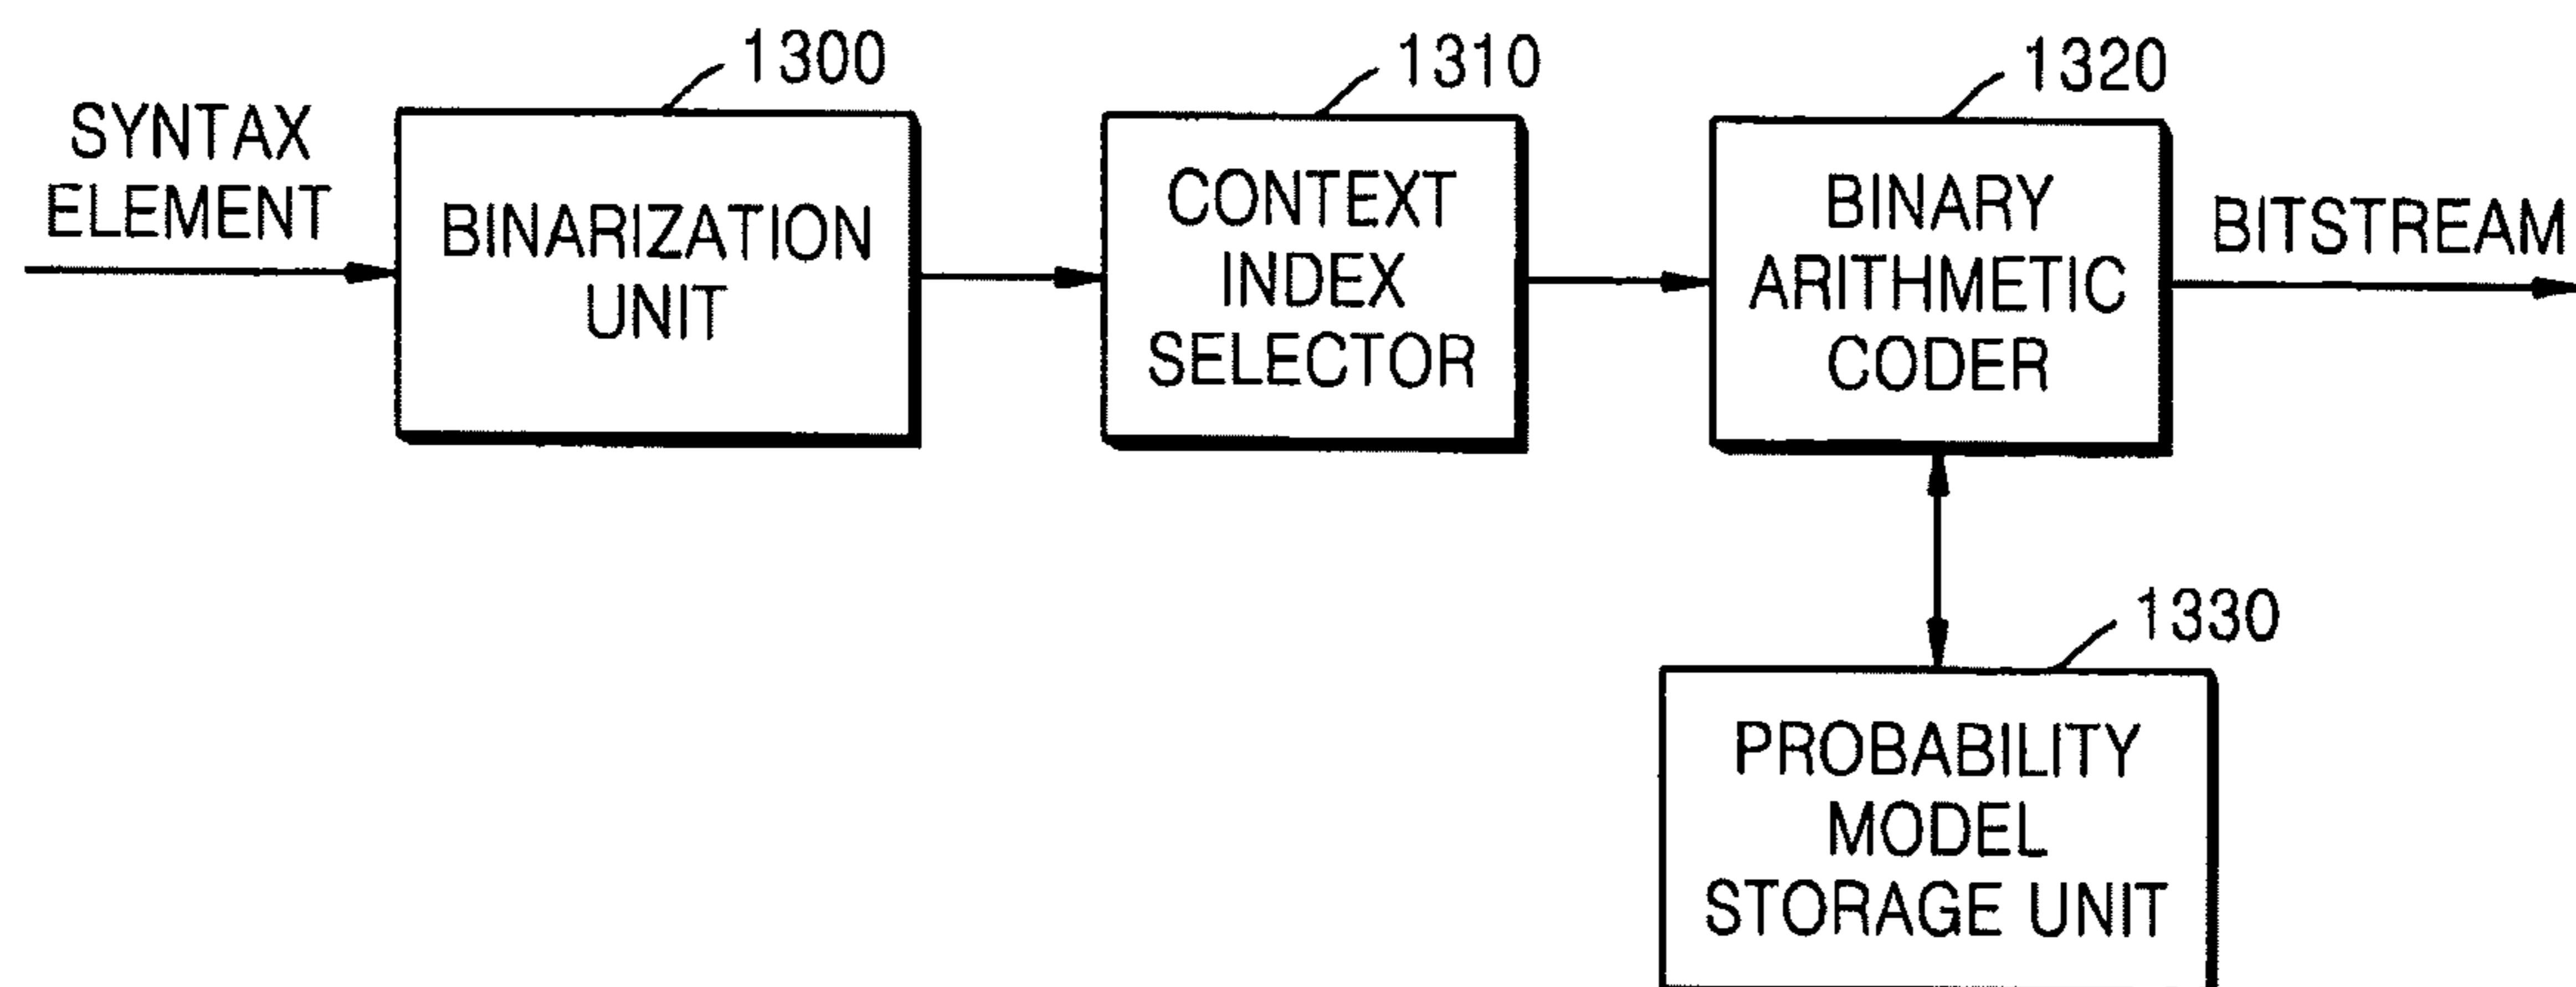 1300
1310
1320
SYNTAX
ELEMENT
BINARIZATION
UNIT
CONTEXT
INDEX
SELECTOR
BINARY
ARITHMETIC
CODER
BITSTREAM
1330
PROBABILITY
MODEL
STORAGE UNIT